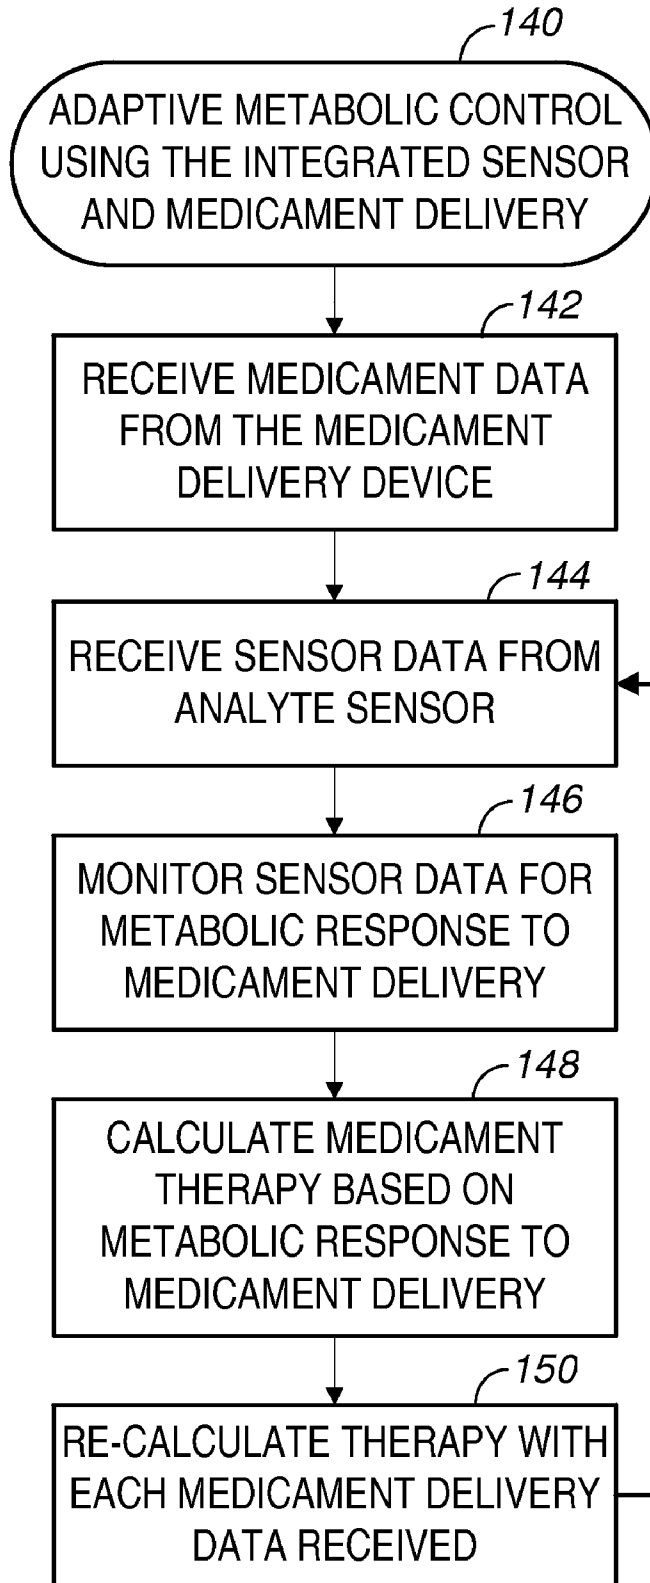 140
ADAPTIVE METABOLIC CONTROL
USING THE INTEGRATED SENSOR
AND MEDICAMENT DELIVERY
142
RECEIVE MEDICAMENT DATA
FROM THE MEDICAMENT
DELIVERY DEVICE
144
RECEIVE SENSOR DATA FROM
ANALYTE SENSOR
146
MONITOR SENSOR DATA FOR
METABOLIC RESPONSE TO
MEDICAMENT DELIVERY
148
CALCULATE MEDICAMENT
THERAPY BASED ON
METABOLIC RESPONSE TO
MEDICAMENT DELIVERY
150
RE-CALCULATE THERAPY WITH
EACH MEDICAMENT DELIVERY
DATA RECEIVED